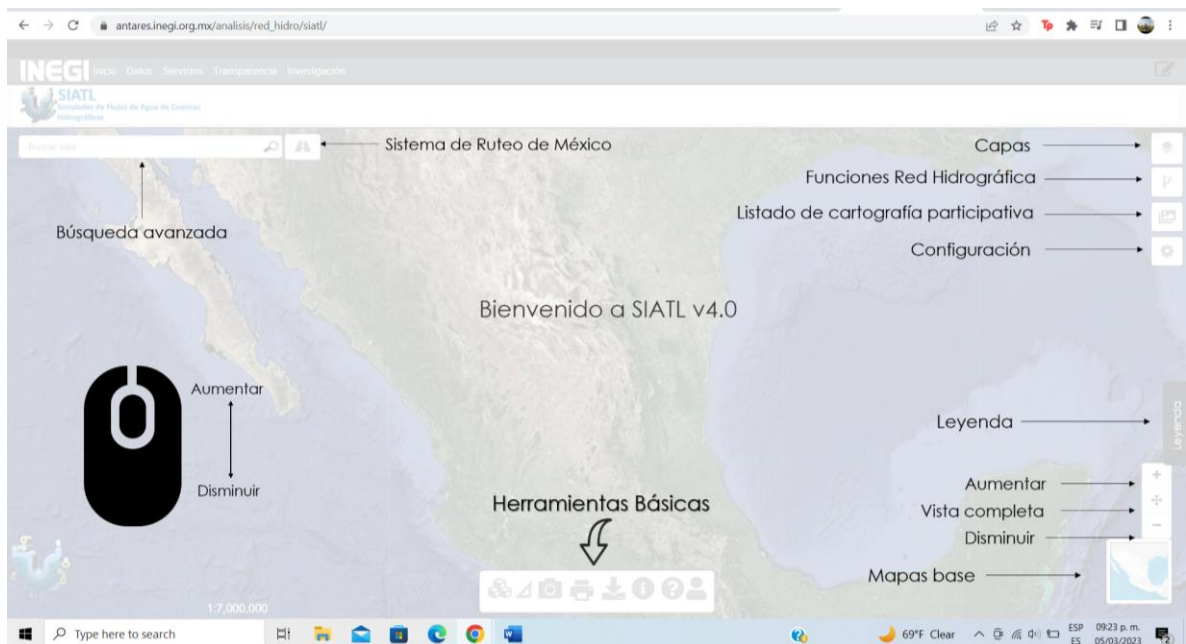 antares.inegi.org.mx/analisis/red_hidro/siatl/
INEGI Inicio Datos Servicios Transparencia Investigación
SIATL
Simulador de Flujos de Agua de Cuencas
Hidrográficas
Buscar sitio
Sistema de Ruteo de México
Capas
Funciones Red Hidrográfica
Listado de cartografía participativa
Búsqueda avanzada
Configuración
Bienvenido a SIATL v4.0
Aumentar
Leyenda
Leyenda
Disminuir
Aumentar
Herramientas Básicas
Vista completa
Disminuir
Mapas base
1:7,000,000
Type here to search
69°F Clear
ESP
ES
09:23 p. m.
05/03/2023
2